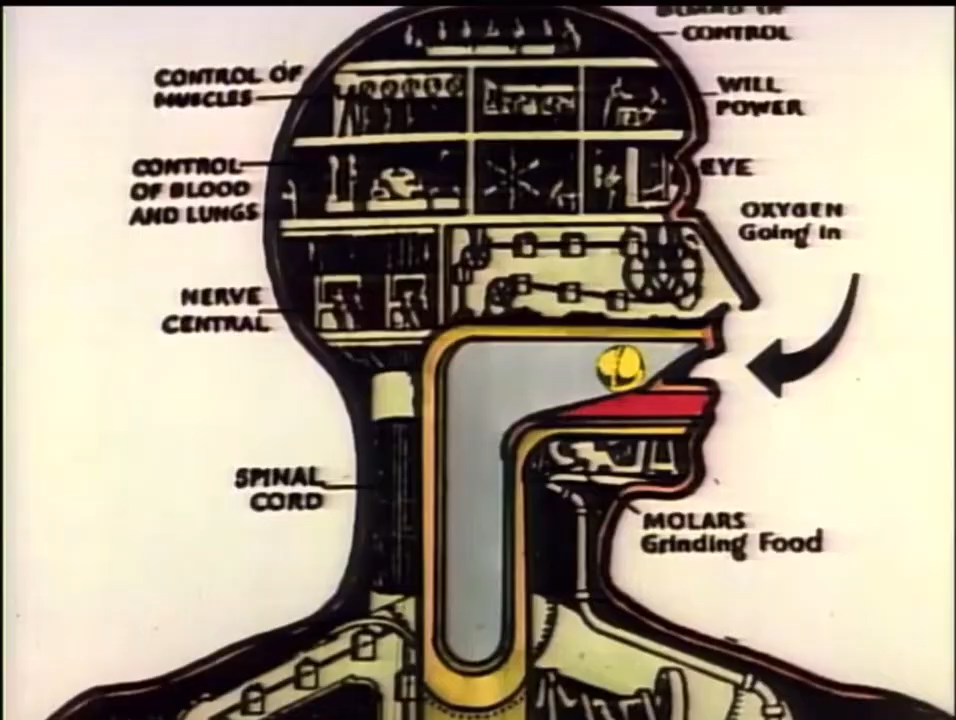 CONTROL
CONTROL OF
MUSCLES
WILL
POWER
CONTROL
OF BLOOD
AND LUNGS
EYE
OXYGEN
Going in
NERVE
CENTRAL
SPINAL
CORD
MOLARS
Grinding Food